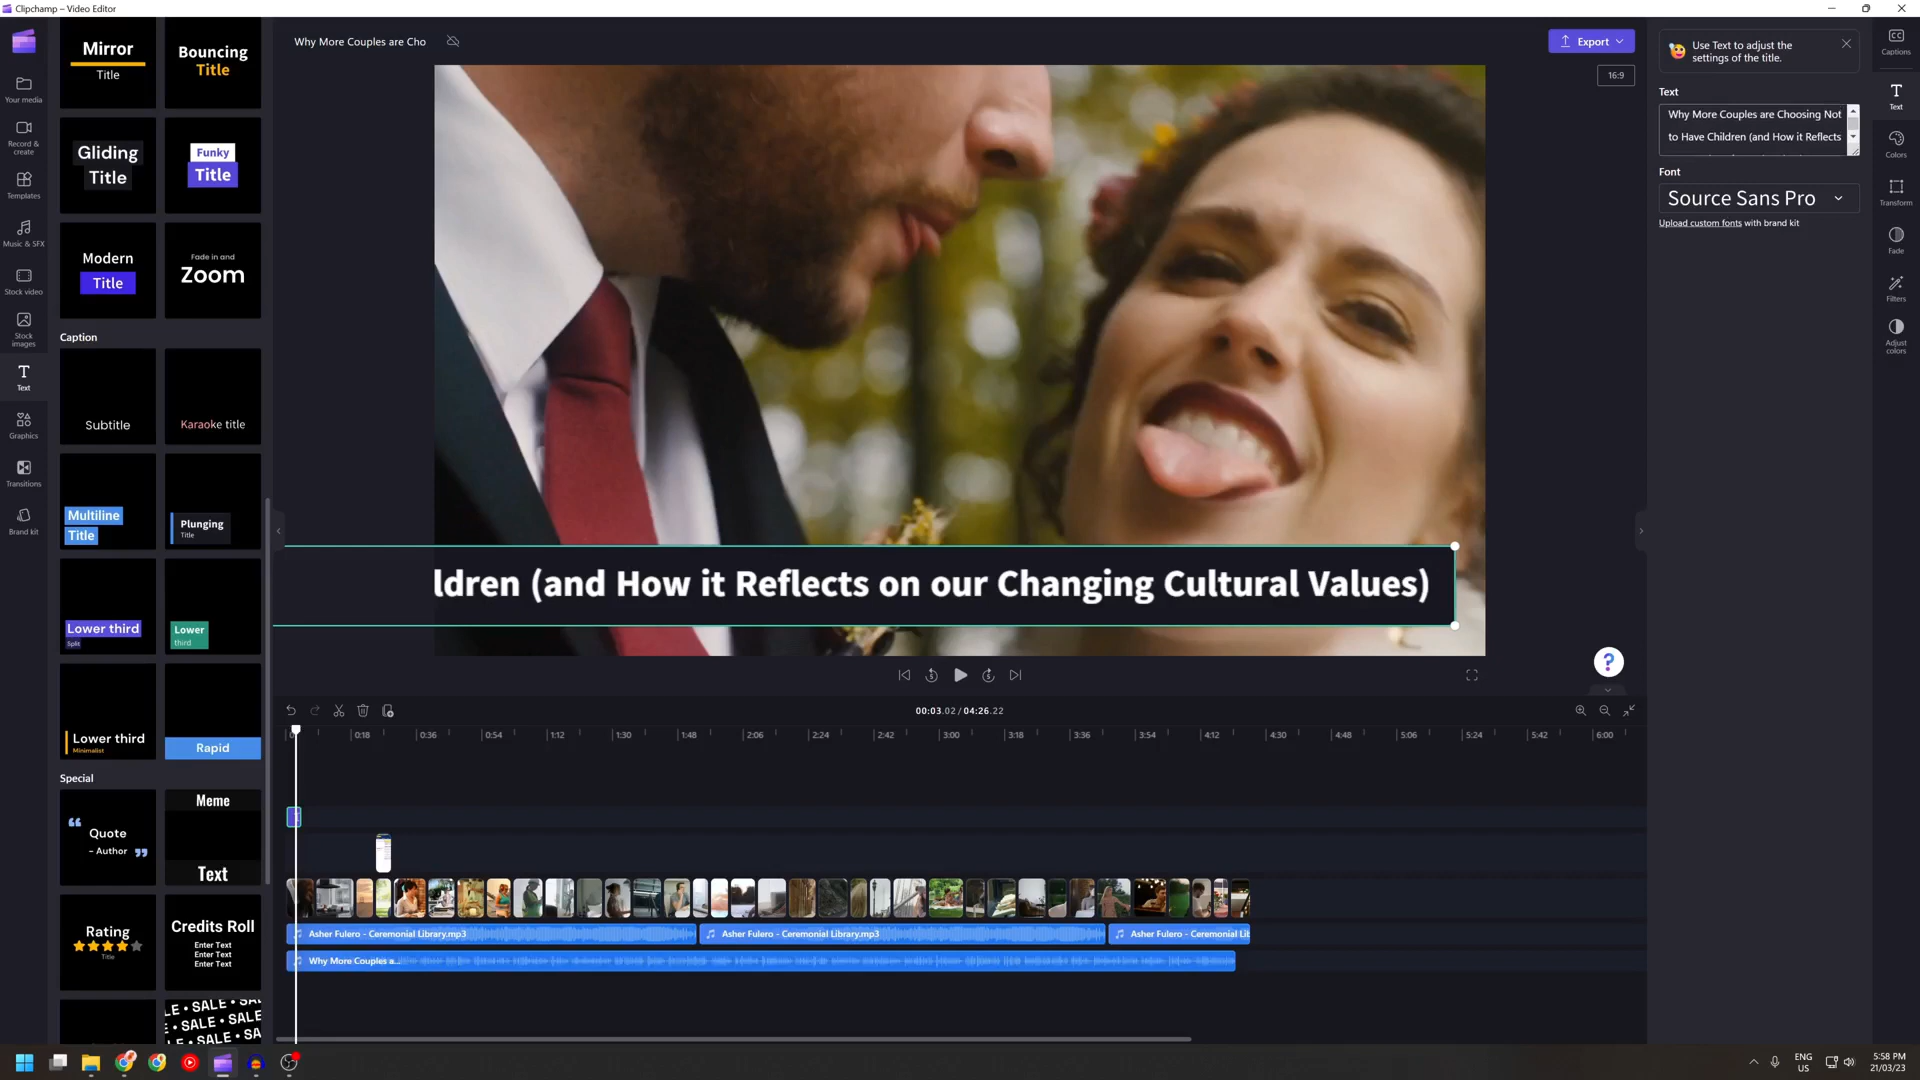 Clipchamp – Video Editor
Why More Couples are Cho
Export
16:9
Your media
Record & create
Templates
Music & SFX
Stock video
Stock images
Text
Graphics
Transitions
Brand kit
Mirror
Title
Bouncing
Title
Gliding
Title
Funky
Title
Modern
Title
Fade in and
Zoom
Caption
Subtitle
Karaoke title
Multiline
Title
Plunging
Title
Lower third
Split
Lower
third
Lower third
Minimalist
Rapid
Special
Quote
- Author
Meme
Text
Rating
Title
Credits Roll
Enter Text
Enter Text
Enter Text
LE • SALE • SA
SALE • SALE
ldren (and How it Reflects on our Changing Cultural Values)
?
00:03.02 / 04:26.22
0:18 0:36 0:54 1:12 1:30 1:48 2:06 2:24 2:42 3:00 3:18 3:36 3:54 4:12 4:30 4:48 5:06 5:24 5:42 6:00
Asher Fulero - Ceremonial Library.mp3
Asher Fulero - Ceremonial Library.mp3
Asher Fulero - Ceremonial Lib
Why More Couples a...
Use Text to adjust the
settings of the title.
Text
Why More Couples are Choosing Not
to Have Children (and How it Reflects
Font
Source Sans Pro
Upload custom fonts with brand kit
CC
Captions
Text
Colors
Transform
Fade
Filters
Adjust colors
ENG
US
5:58 PM
21/03/23